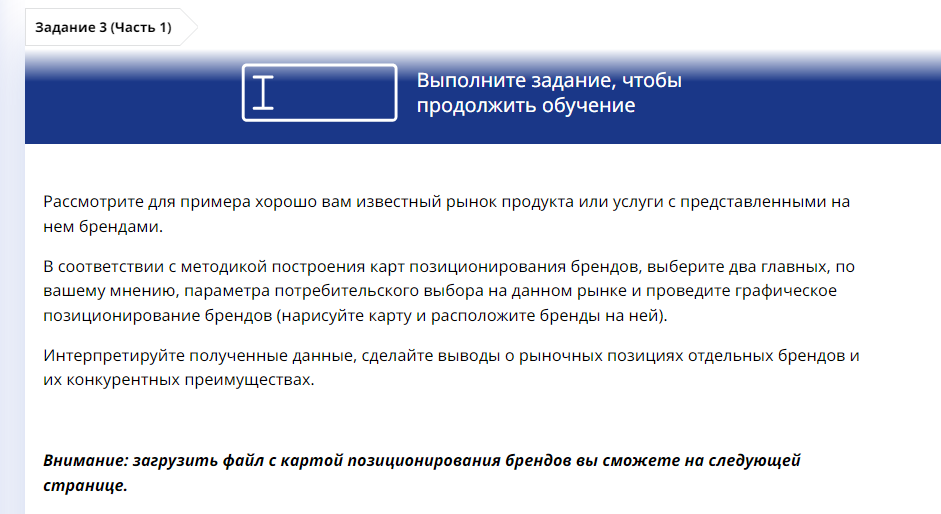 Задание 3 (Часть 1)
Выполните задание, чтобы
продолжить обучение
Рассмотрите для примера хорошо вам известный рынок продукта или услуги с представленными на
нем брендами.
В соответствии с методикой построения карт позиционирования брендов, выберите два главных, по
вашему мнению, параметра потребительского выбора на данном рынке и проведите графическое
позиционирование брендов (нарисуйте карту и расположите бренды на ней).
Интерпретируйте полученные данные, сделайте выводы о рыночных позициях отдельных брендов и
их конкурентных преимуществах.
Внимание: загрузить файл с картой позиционирования брендов вы сможете на следующей
странице.